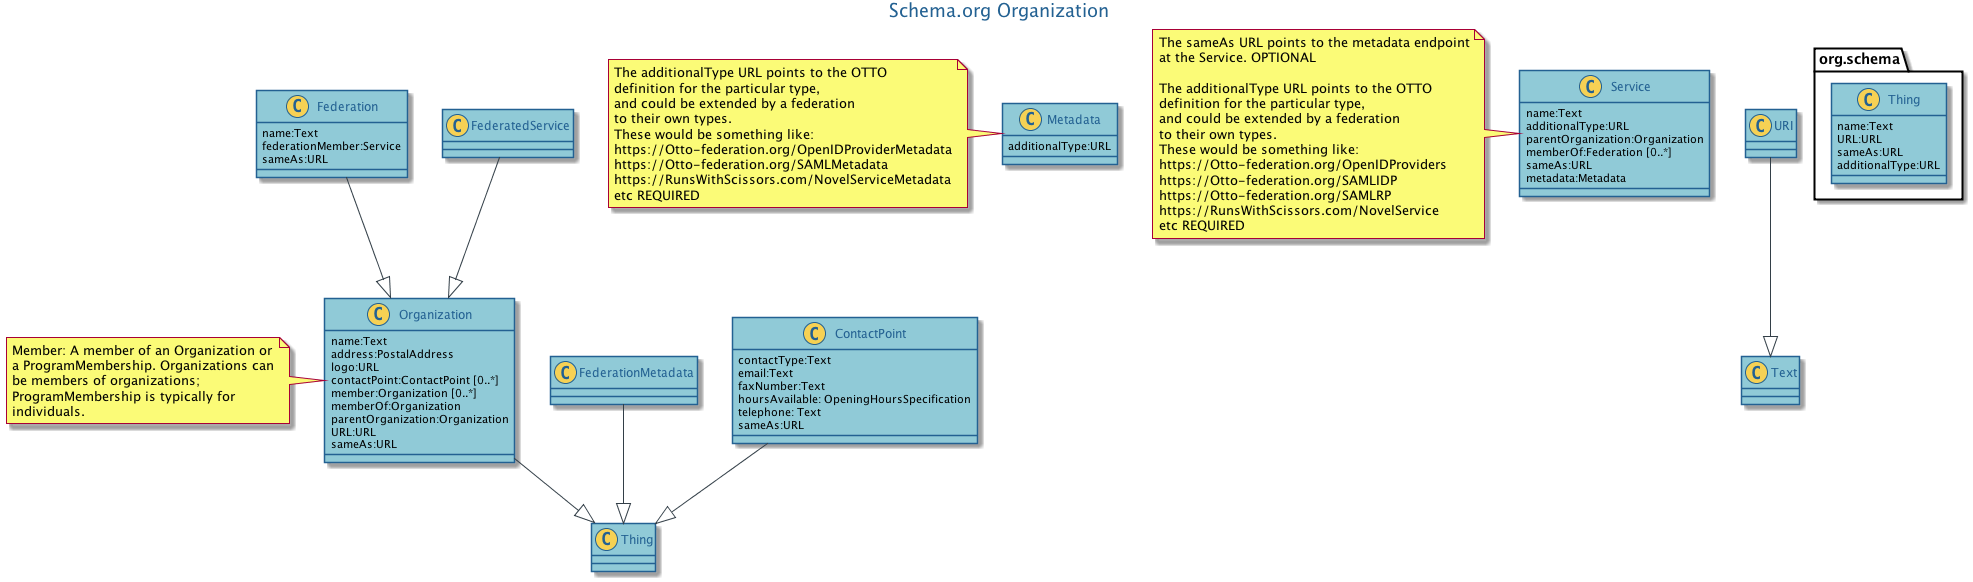 Schema.org Organization
C Federation
name:Text
federationMember:Service
sameAs:URL
C FederatedService
The additionalType URL points to the OTTO
definition for the particular type,
and could be extended by a federation
to their own types.
These would be something like:
https://Otto-federation.org/OpenIDProviderMetadata
https://Otto-federation.org/SAMLMetadata
https://RunsWithScissors.com/NovelServiceMetadata
etc REQUIRED
C Metadata
additionalType:URL
The sameAs URL points to the metadata endpoint
at the Service. OPTIONAL
The additionalType URL points to the OTTO
definition for the particular type,
and could be extended by a federation
to their own types.
These would be something like:
https://Otto-federation.org/OpenIDProviders
https://Otto-federation.org/SAMLIDP
https://Otto-federation.org/SAMLRP
https://RunsWithScissors.com/NovelService
etc REQUIRED
C Service
name:Text
additionalType:URL
parentOrganization:Organization
memberOf:Federation [0..*]
sameAs:URL
metadata:Metadata
C URI
org.schema
C Thing
name:Text
URL:URL
sameAs:URL
additionalType:URL
Member: A member of an Organization or
a ProgramMembership. Organizations can
be members of organizations;
ProgramMembership is typically for
individuals.
C Organization
name:Text
address:PostalAddress
logo:URL
contactPoint:ContactPoint [0..*]
member:Organization [0..*]
memberOf:Organization
parentOrganization:Organization
URL:URL
sameAs:URL
C FederationMetadata
C ContactPoint
contactType:Text
email:Text
faxNumber:Text
hoursAvailable: OpeningHoursSpecification
telephone: Text
sameAs:URL
C Text
C Thing